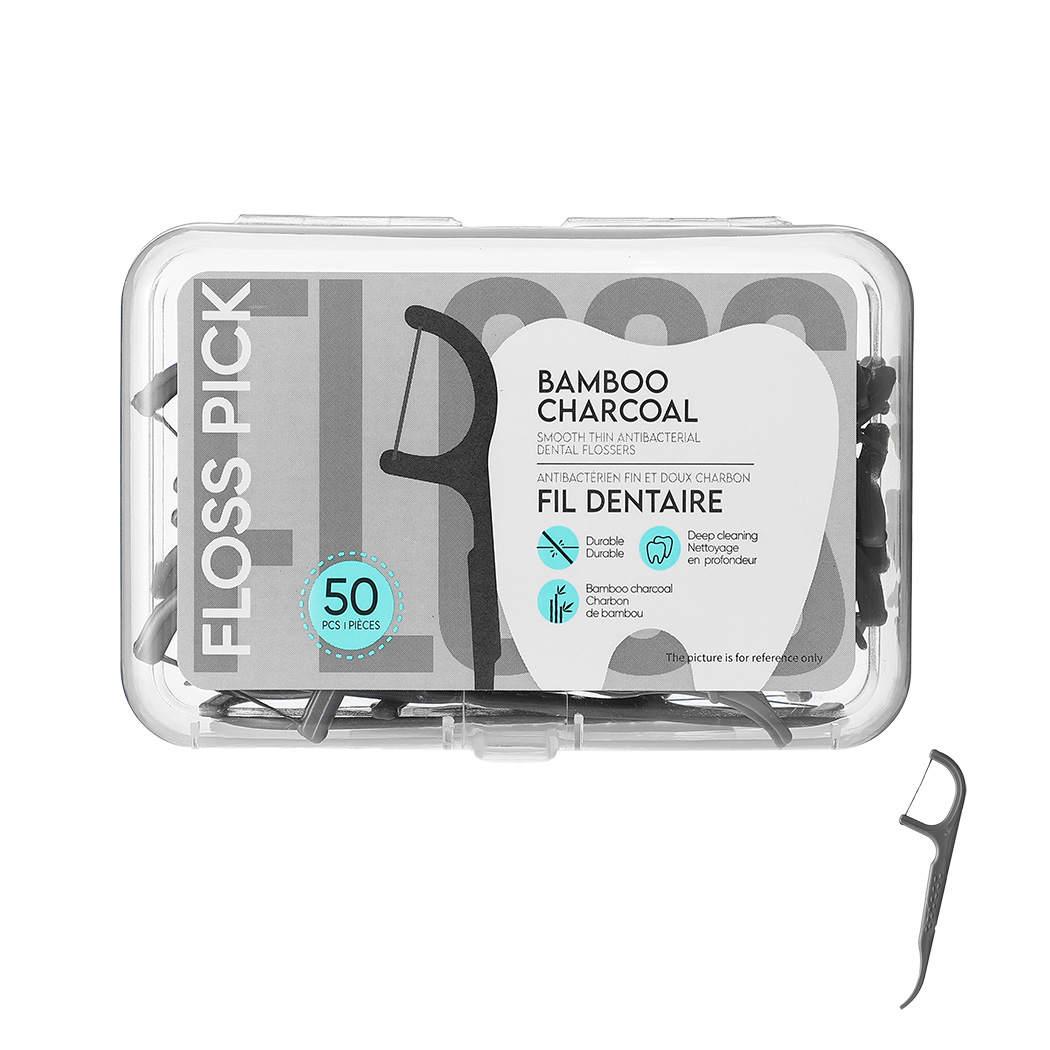 FLOSS PICK
FLOSS
BAMBOO
CHARCOAL
SMOOTH THIN ANTIBACTERIAL
DENTAL FLOSSERS
ANTIBACTÉRIEN FIN ET DOUX CHARBON
FIL DENTAIRE
Durable
Durable
Deep cleaning
Nettoyage
en profondeur
Bamboo charcoal
Charbon
de bambou
50
PCS | PIÈCES
The picture is for reference only